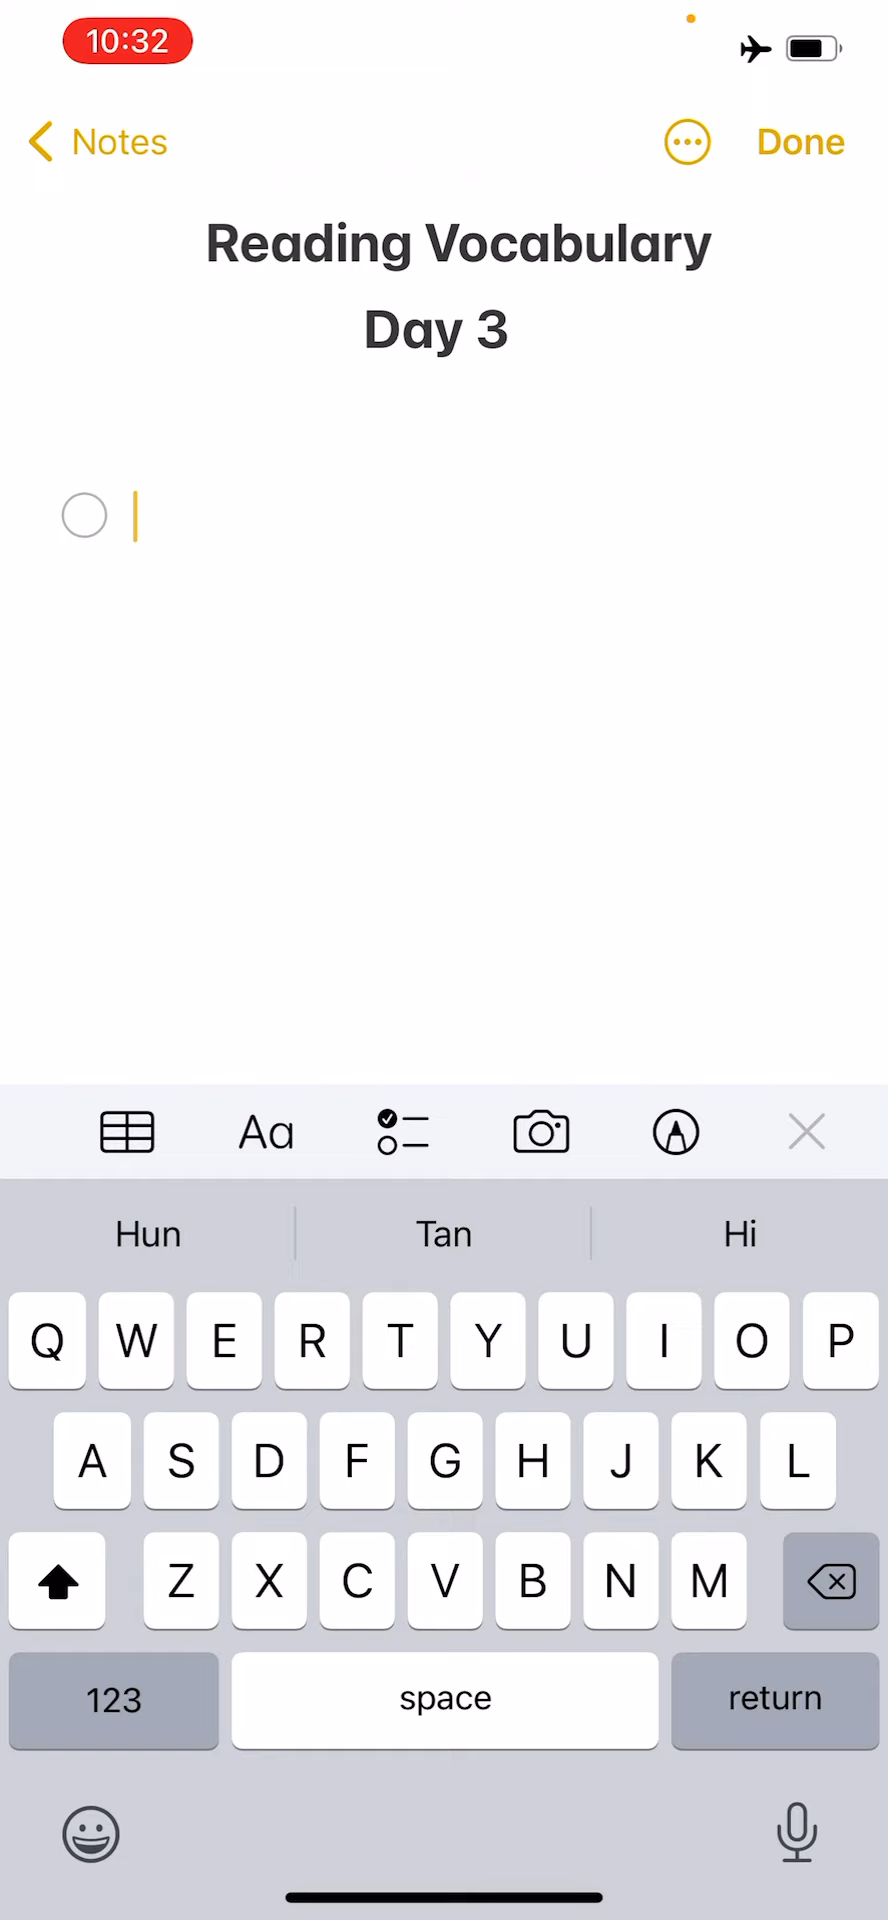 10:32
Notes
Done
Reading Vocabulary
Day 3
Aa
Hun Tan Hi
Q W E R T Y U I O P
A S D F G H J K L
Z X C V B N M
123 space return